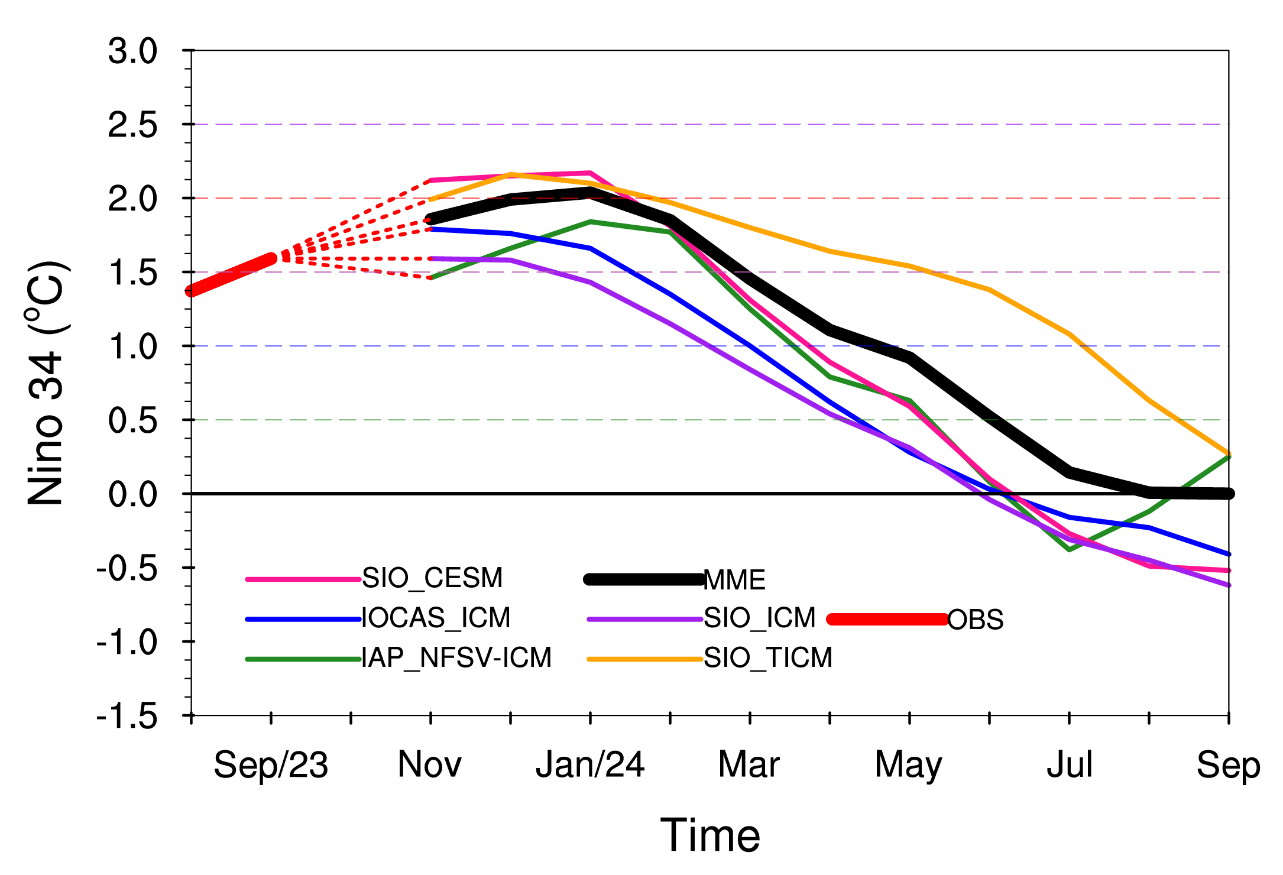 3.0
2.5
2.0
1.5
1.0
0.5
0.0
-0.5
-1.0
-1.5
Nino 34 (°C)
SIO_CESM MME
IOCAS_ICM SIO_ICM OBS
IAP_NFSV-ICM SIO_TICM
Sep/23 Nov Jan/24 Mar May Jul Sep
Time